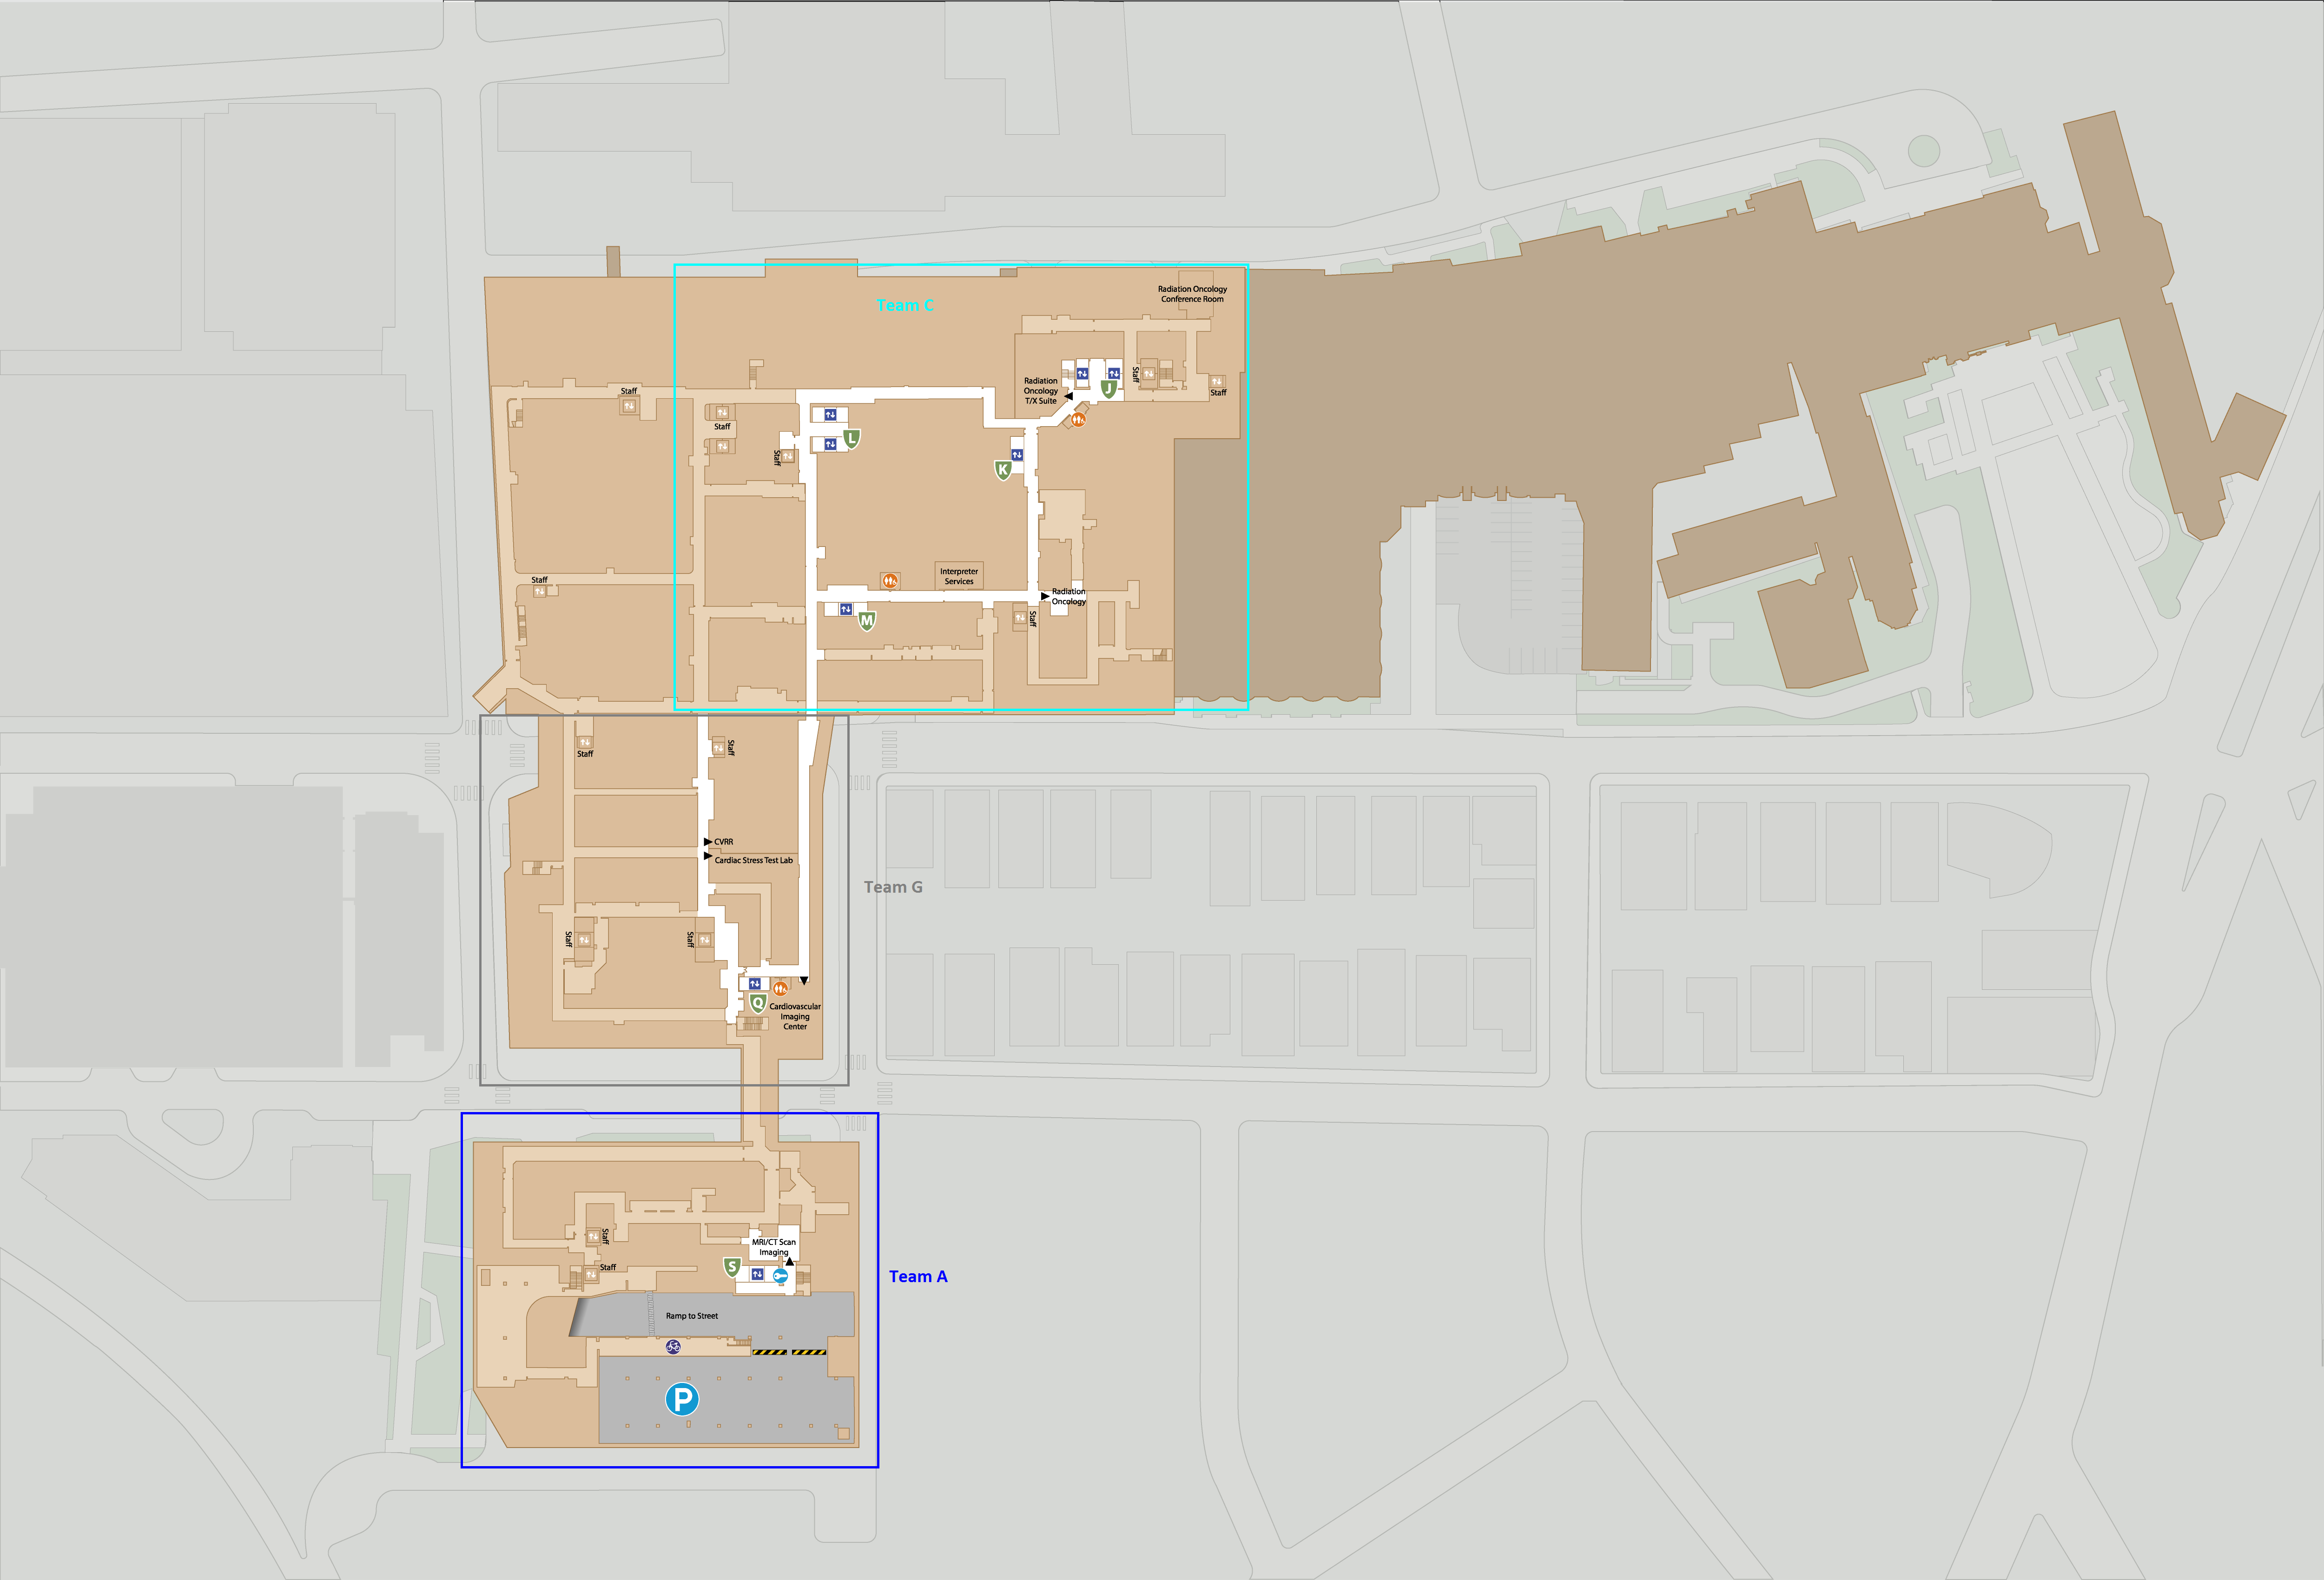 Radiation Oncology
Conference Room
Team C
J
Staff
Radiation
Oncology
T/X Suite
Staff
Staff
Staff
L
Staff
K
Interpreter
Services
Staff
Radiation
Oncology
M
Staff
Staff
Staff
CVRR
Cardiac Stress Test Lab
Team G
Staff
Staff
Q
Cardiovascular
Imaging
Center
Staff
MRI/CT Scan
Imaging
S
Staff
Team A
Ramp to Street
P